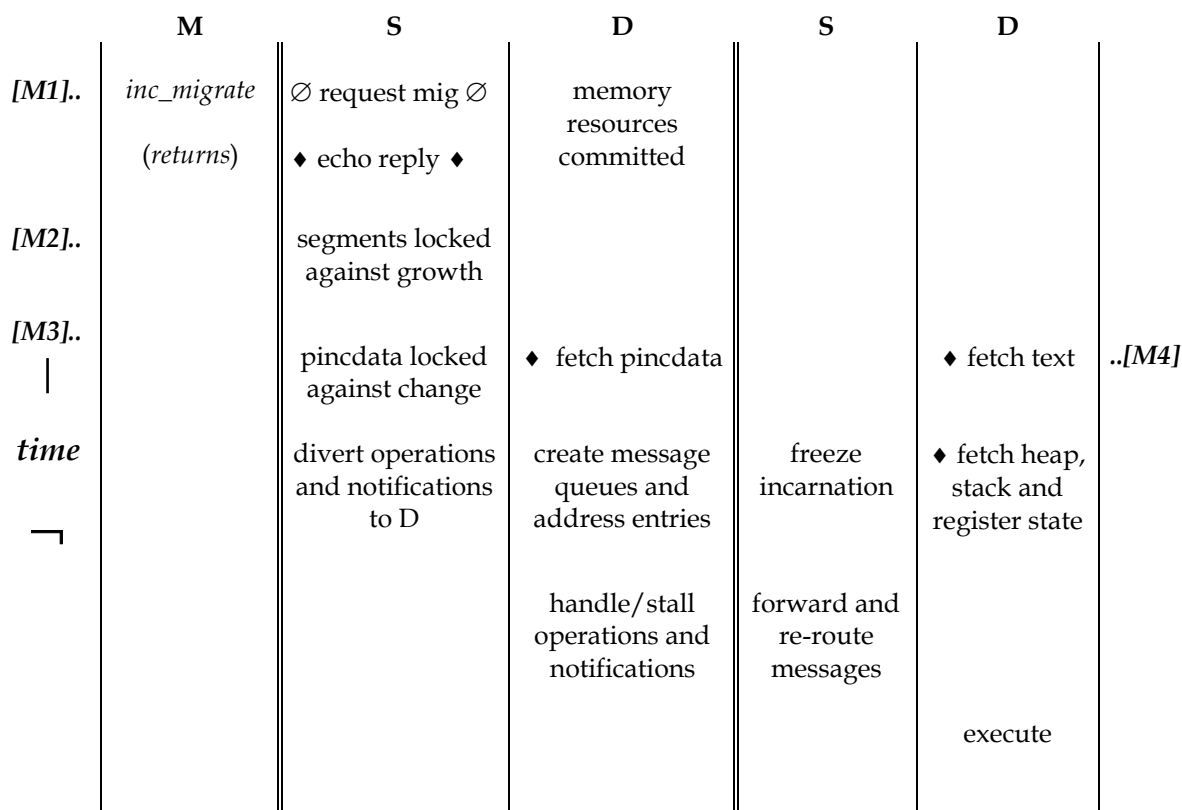 M S D S D
[M1].. inc_migrate ∅ request mig ∅ memory
resources
(returns) ♦ echo reply ♦ committed
[M2].. segments locked
against growth
[M3]..
pincdata locked ♦ fetch pincdata ♦ fetch text ..[M4]
against change
time divert operations create message freeze ♦ fetch heap,
and notifications queues and incarnation stack and
to D address entries register state
handle/stall forward and
operations and re-route
notifications messages
execute